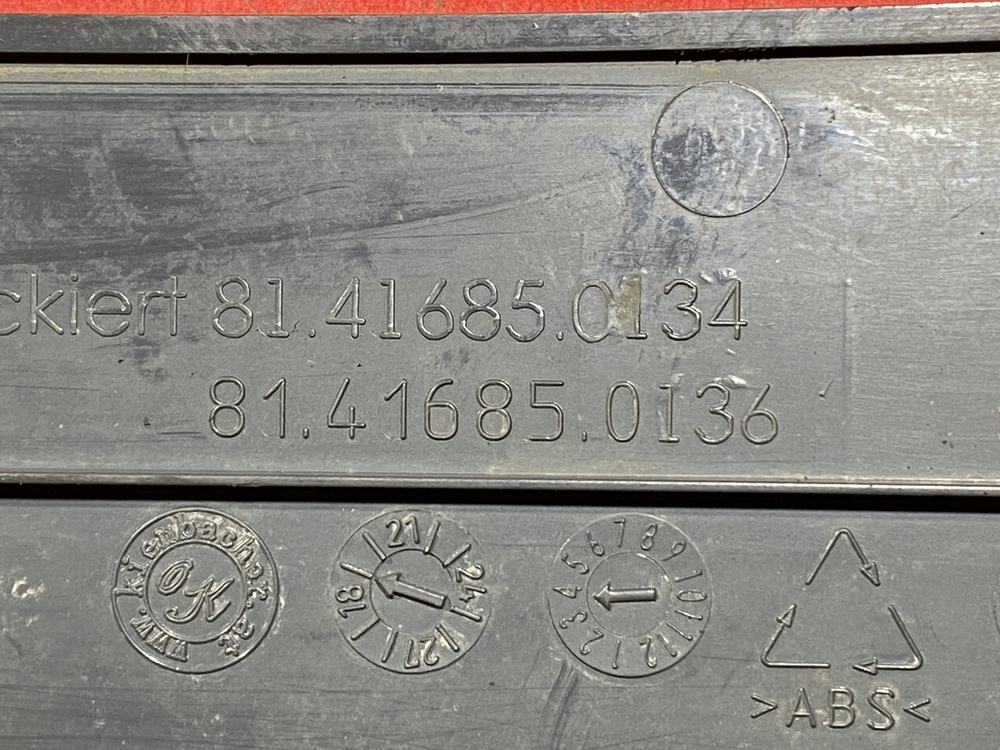 ckiert 81.41685.0134
81.41685.0136
www.kienbacher.at
OK
18 21 24 27
1 2 3 4 5 6 7 8 9 10 11 12
>ABS<